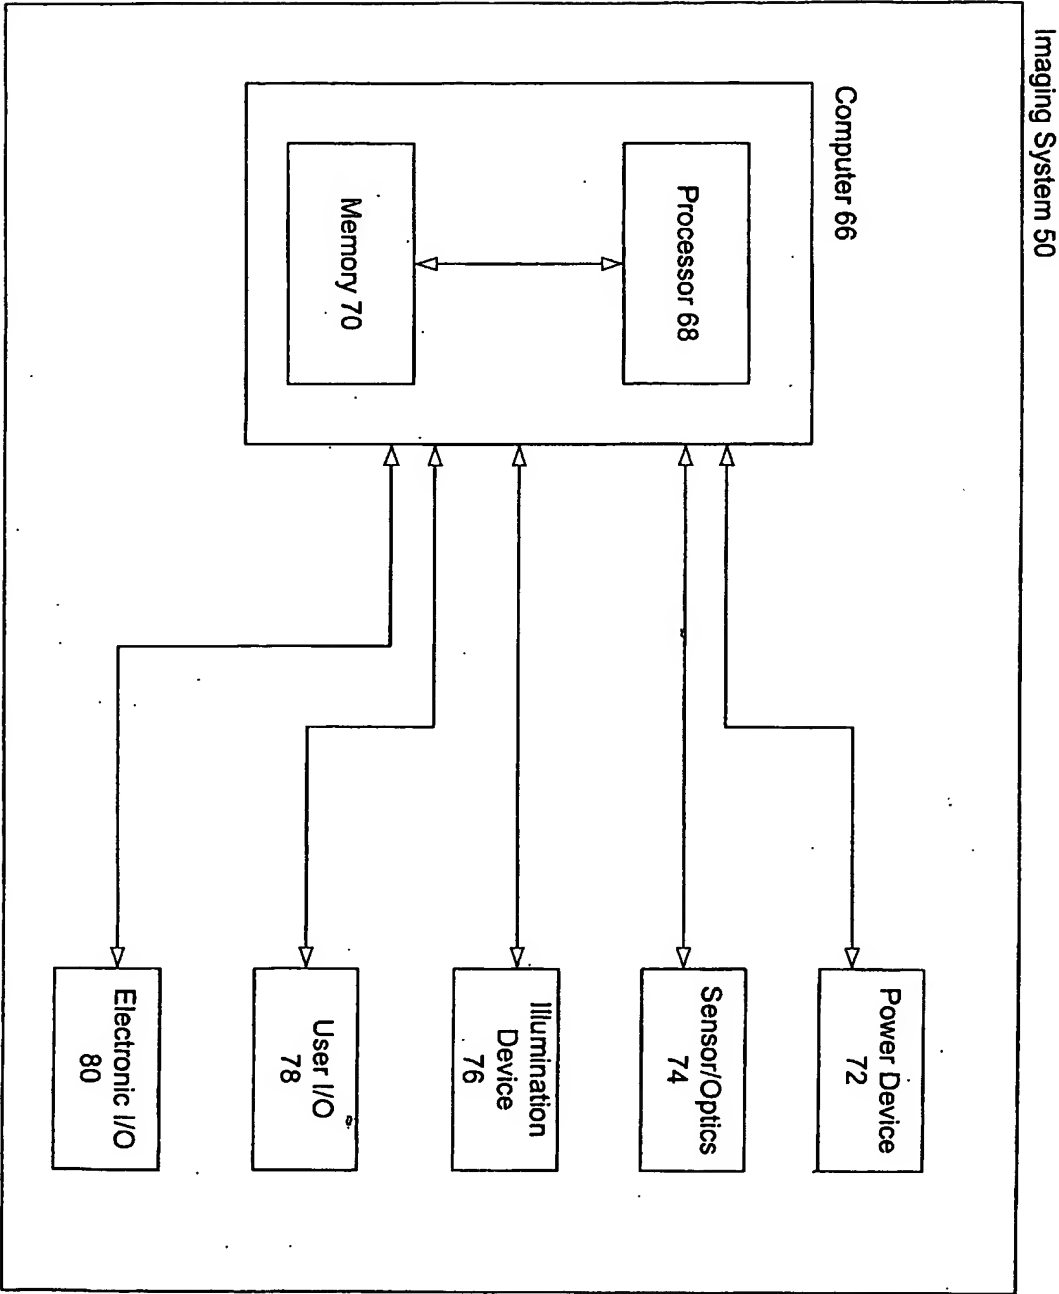 Imaging System 50
Computer 66
Processor 68
Memory 70
Power Device
72
Sensor/Optics
74
Illumination
Device
76
User I/O
78
Electronic I/O
80